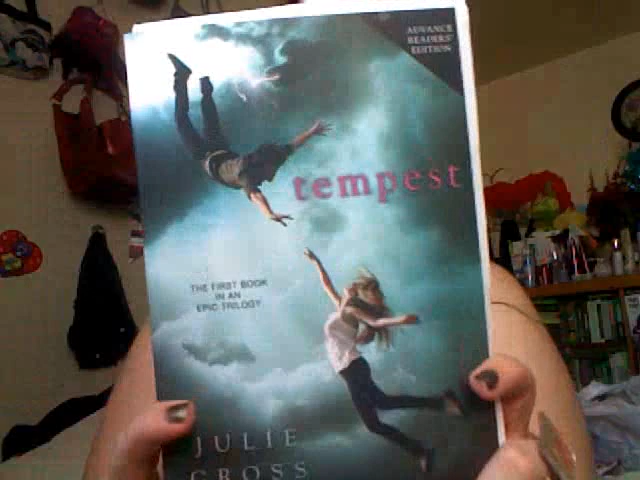 ADVANCE
READERS'
EDITION
tempest
THE FIRST BOOK
IN AN
EPIC TRILOGY
JULIE
CROSS